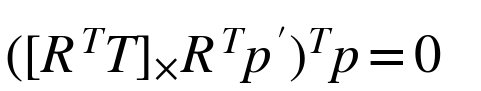 ([R^T T]_× R^T p′)^T p = 0